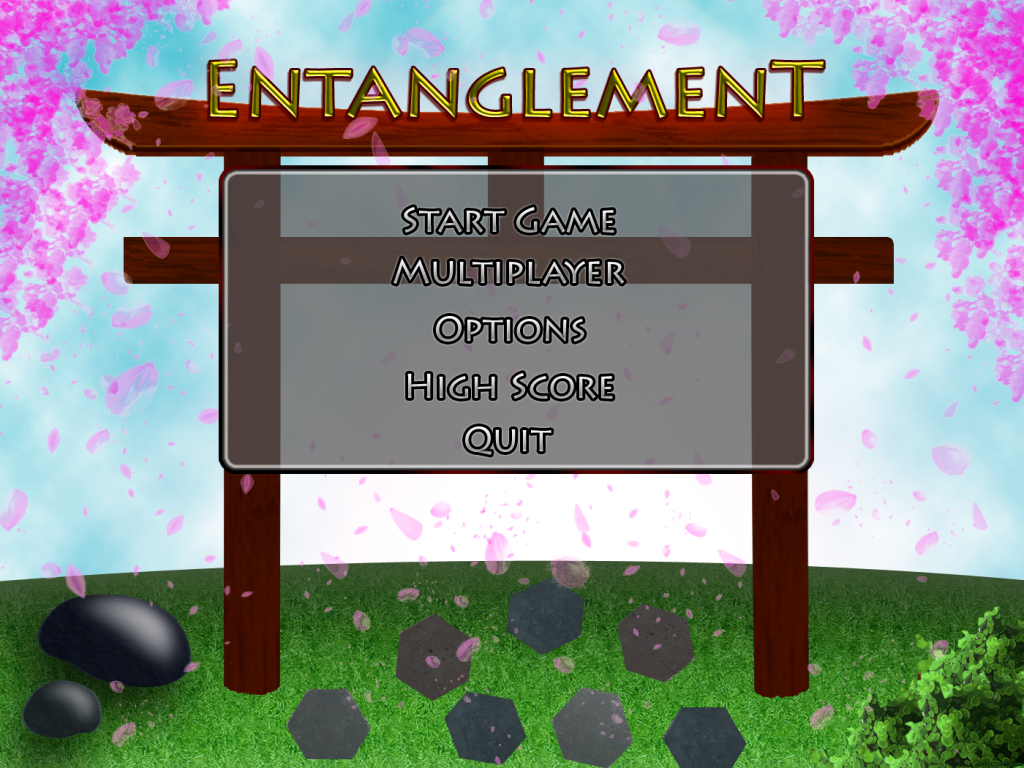 Entanglement
Start Game
Multiplayer
Options
High Score
Quit